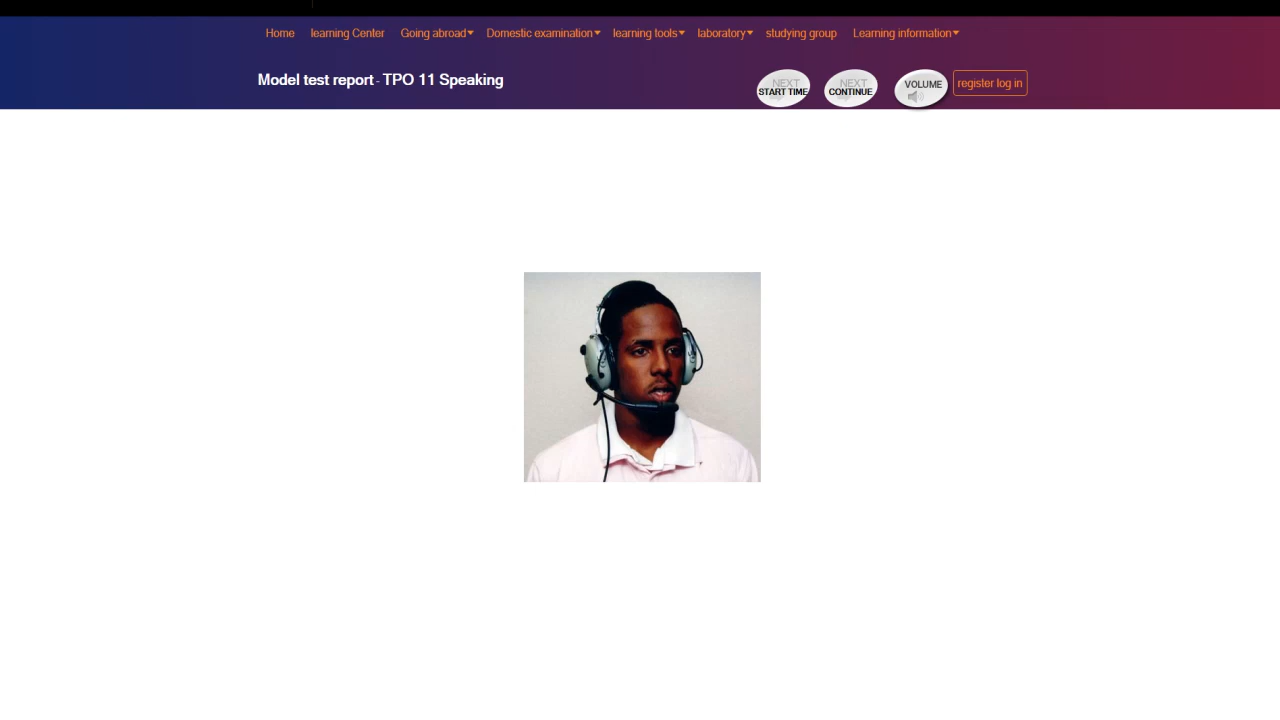 Home learning Center Going abroad Domestic examination learning tools laboratory studying group Learning information
Model test report - TPO 11 Speaking
NEXT START TIME
NEXT CONTINUE
VOLUME
register log in